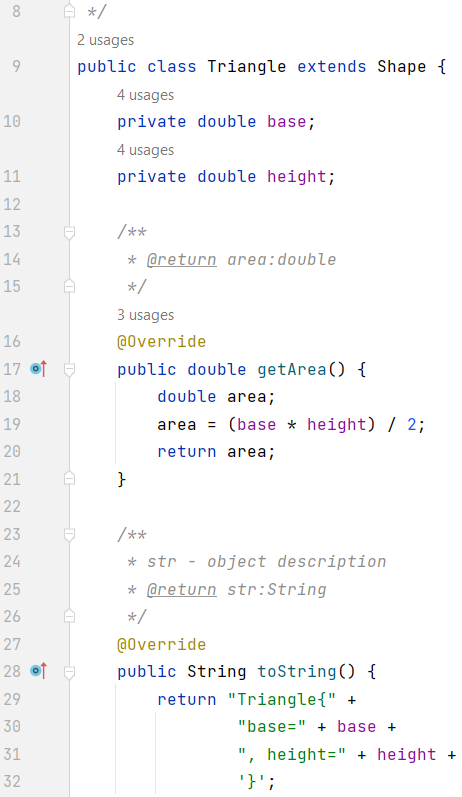 8 */
2 usages
9 public class Triangle extends Shape {
4 usages
10 private double base;
4 usages
11 private double height;
12
13 /**
14 * @return area:double
15 */
3 usages
16 @Override
17 public double getArea() {
18 double area;
19 area = (base * height) / 2;
20 return area;
21 }
22
23 /**
24 * str - object description
25 * @return str:String
26 */
27 @Override
28 public String toString() {
29 return "Triangle{" +
30 "base=" + base +
31 ", height=" + height +
32 '}';